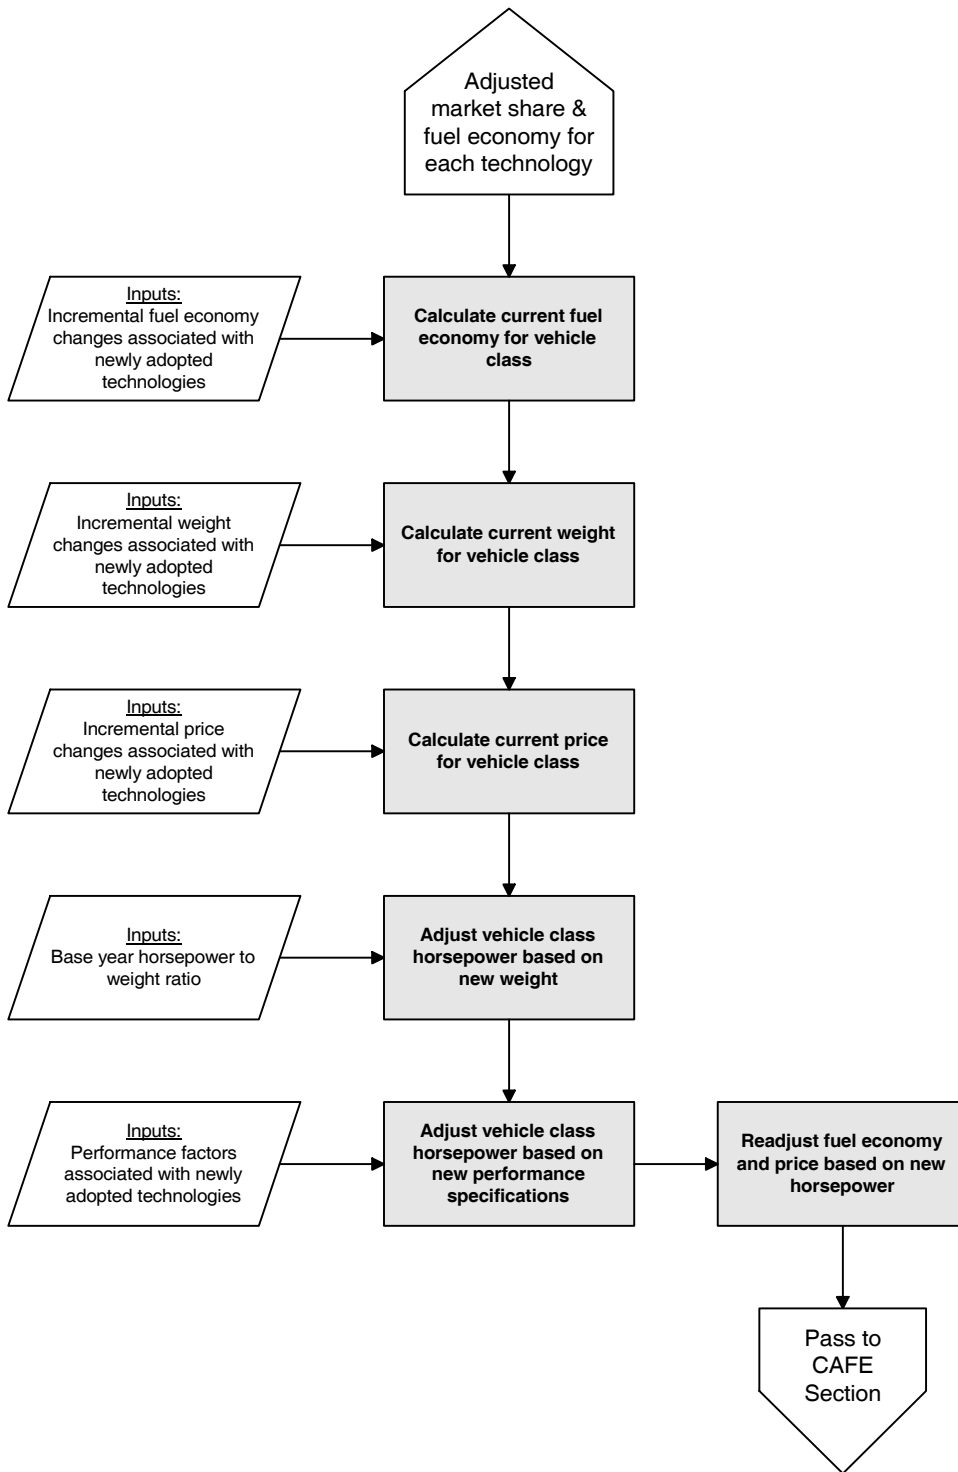 Adjusted
market share &
fuel economy for
each technology
Inputs:
Incremental fuel economy
changes associated with
newly adopted
technologies
Calculate current fuel
economy for vehicle
class
Inputs:
Incremental weight
changes associated with
newly adopted
technologies
Calculate current weight
for vehicle class
Inputs:
Incremental price
changes associated with
newly adopted
technologies
Calculate current price
for vehicle class
Inputs:
Base year horsepower to
weight ratio
Adjust vehicle class
horsepower based on
new weight
Inputs:
Performance factors
associated with newly
adopted technologies
Adjust vehicle class
horsepower based on
new performance
specifications
Readjust fuel economy
and price based on new
horsepower
Pass to
CAFE
Section